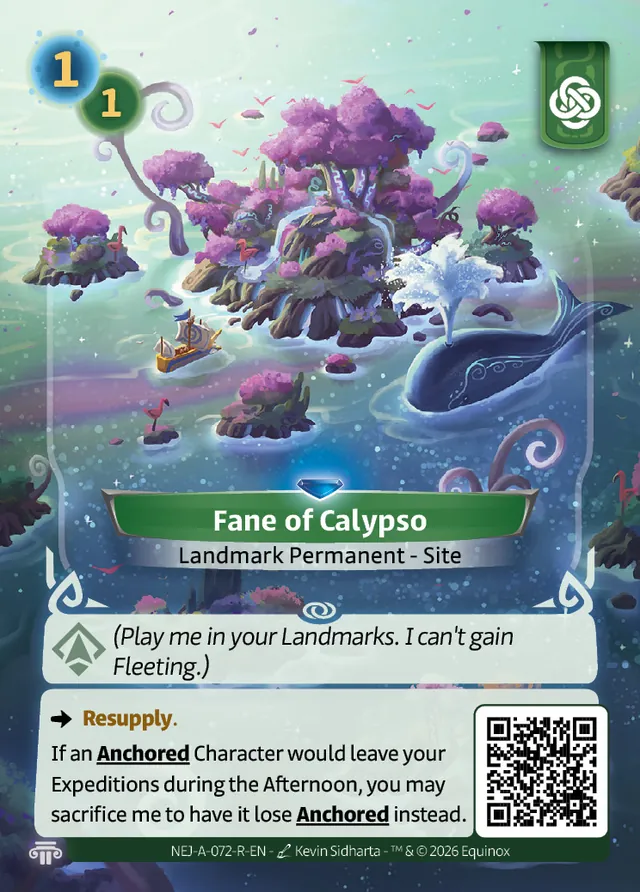 1
1
Fane of Calypso
Landmark Permanent - Site
(Play me in your Landmarks. I can't gain
Fleeting.)
Resupply.
If an Anchored Character would leave your
Expeditions during the Afternoon, you may
sacrifice me to have it lose Anchored instead.
NEJ-A-072-R-EN - Kevin Sidharta - ™ & © 2026 Equinox